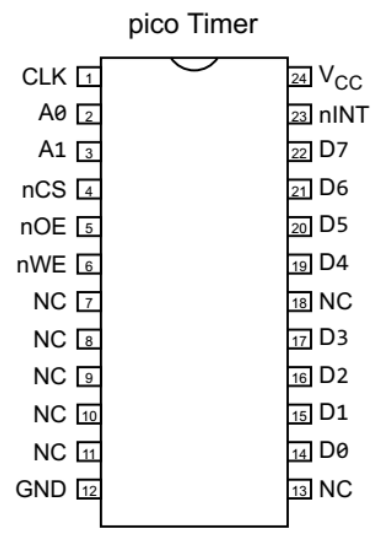 pico Timer
CLK 1 24 VCC
A0 2 23 nINT
A1 3 22 D7
nCS 4 21 D6
nOE 5 20 D5
nWE 6 19 D4
NC 7 18 NC
NC 8 17 D3
NC 9 16 D2
NC 10 15 D1
NC 11 14 D0
GND 12 13 NC